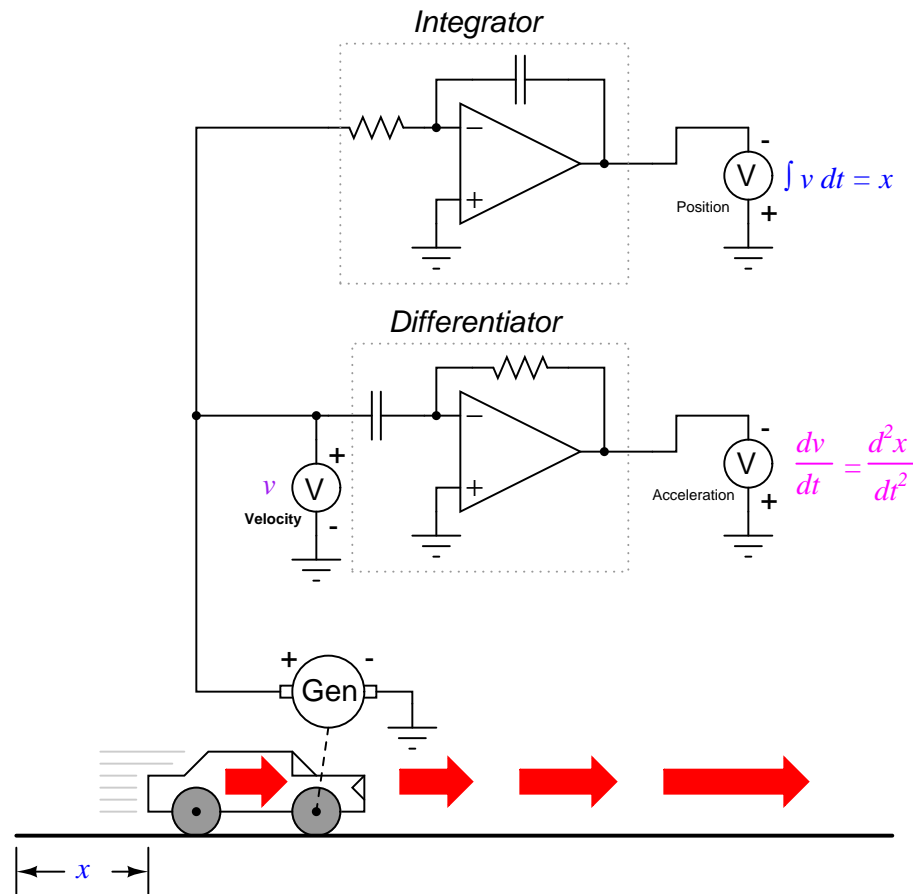 Integrator
−
+
-
V
∫ v dt = x
Position
+
Differentiator
−
+
-
V
dv/dt = d²x/dt²
Acceleration
+
+
v
V
Velocity
-
+
-
Gen
x